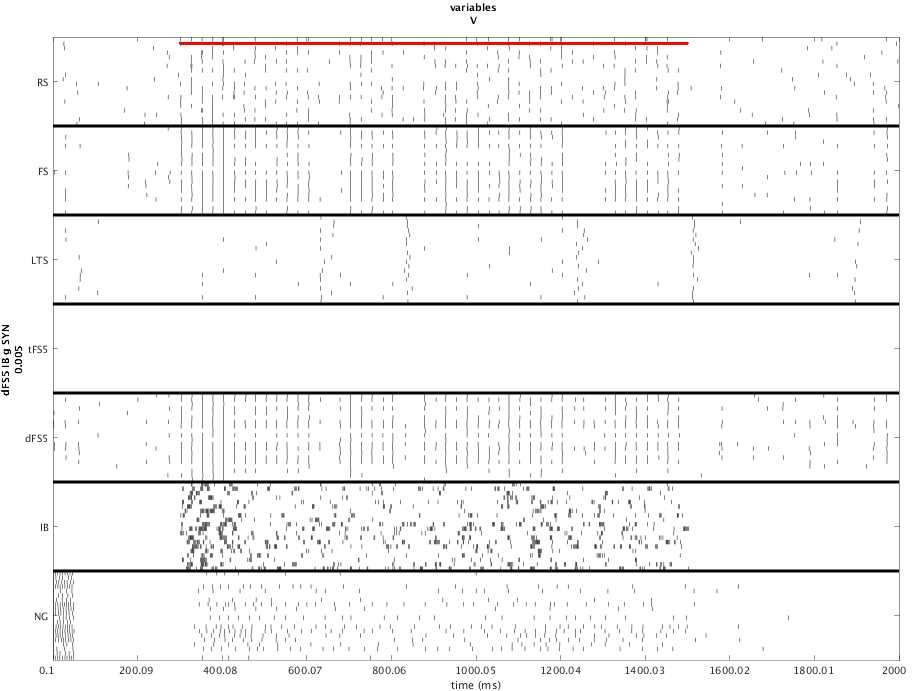 variables
V
RS
FS
LTS
dFS5 IB g SYN
0.005
tFS5
dFS5
IB
NG
0.1 200.09 400.08 600.07 800.06 1000.05 1200.04 1400.03 1600.02 1800.01 2000
time (ms)